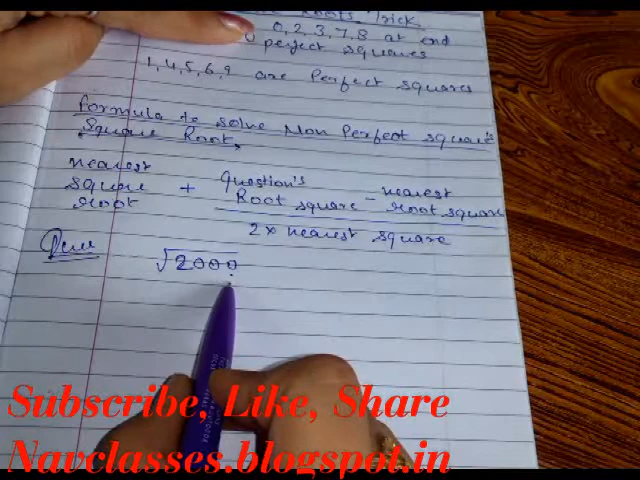 Roots Trick
0, 2, 3, 7, 8 at end
perfect squares
1, 4, 5, 6, 9 are Perfect squares
Formula to solve Non Perfect square's
Square Root,
nearest
square
root
+
Question's
Root square - nearest
root square
2 x nearest square
Ques
√2000
Subscribe, Like, Share
Navclasses.blogspot.in